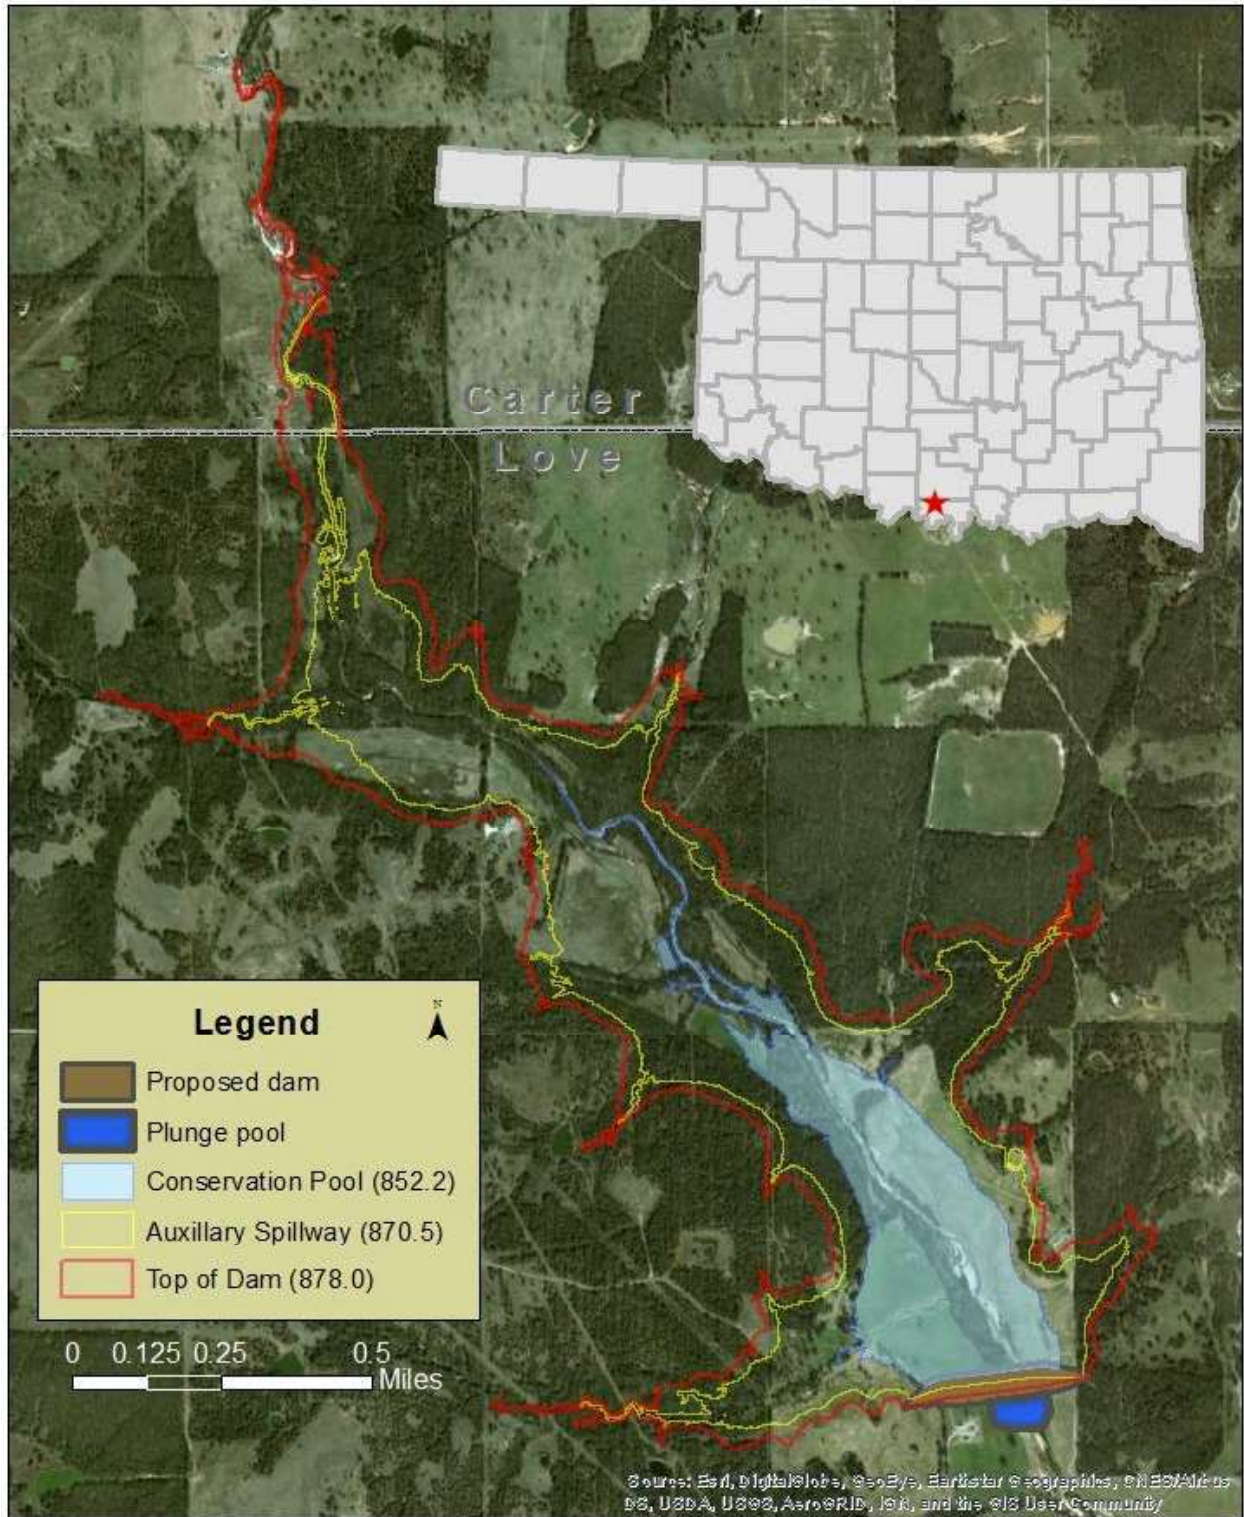 Carter
Love
Legend
N
Proposed dam
Plunge pool
Conservation Pool (852.2)
Auxillary Spillway (870.5)
Top of Dam (878.0)
0 0.125 0.25 0.5
Miles
Source: Esri, DigitalGlobe, GeoEye, Earthstar Geographics, CNES/Airbus
DS, USDA, USGS, AeroGRID, IGN, and the GIS User Community